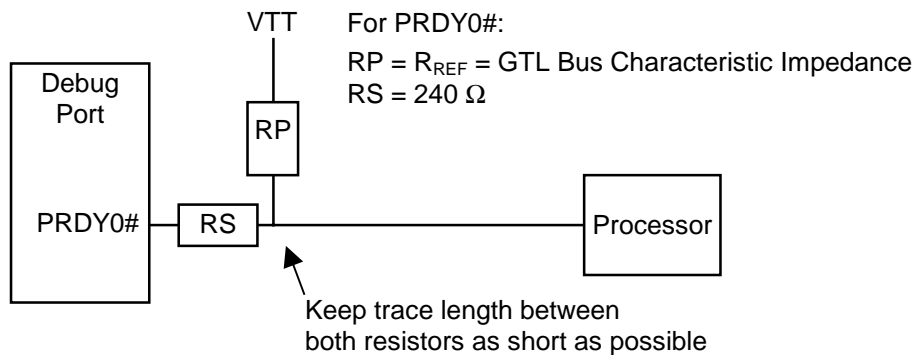 VTT
For PRDY0#:
RP = RREF = GTL Bus Characteristic Impedance
RS = 240 Ω
Debug
Port
RP
PRDY0#
RS
Processor
Keep trace length between
both resistors as short as possible